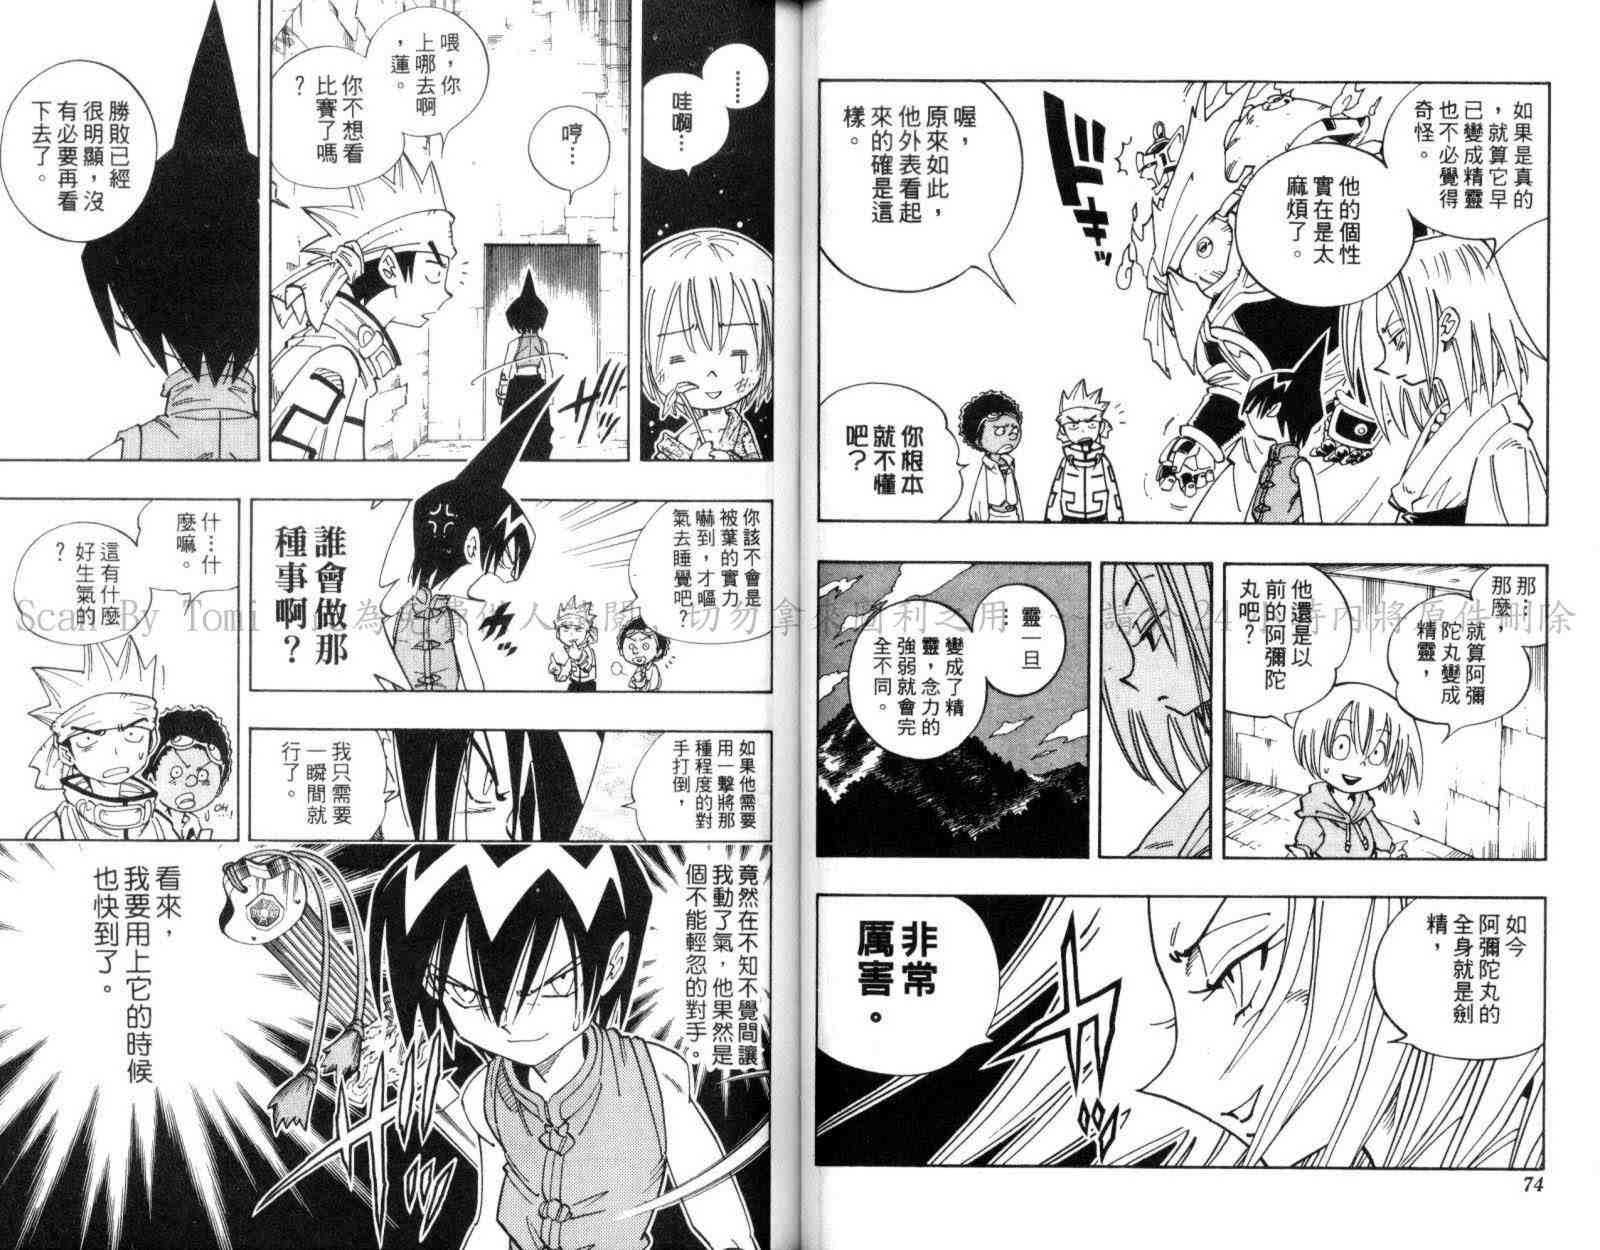 如果是真的
，就算它早
已變成精靈
也不必覺得
奇怪。
他的個性
實在是太
麻煩了。
ドドキッ
喔，
原來如此，
他外表看起
來的確是這
樣。
你根本
就不懂
吧？
那…
那麼，
就算阿彌
陀丸變成
精靈，
他還是以
前的阿彌陀
丸吧？
…
靈一旦
變成了精
靈，念力的
強弱就會完
全不同。
如今
阿彌陀丸的
全身就是劍
精，
非常
厲害。
74
……
哇啊…
哼…
喂，你
上哪去啊
，蓮。
你不想看
比賽了嗎
？
勝敗已經
很明顯，沒
有必要再看
下去了。
你該不會是
被葉的實力
嚇到，才嘔
氣去睡覺吧？
誰會做那
種事啊？
什…什
麼嘛。
這有什麼
好生氣的
？
OH
如果他需要
用一擊將那
種程度的對
手打倒，
我只需要
一瞬間就
行了。
竟然在不知不覺間讓
我動了氣，他果然是
個不能輕忽的對手。
看來，
我要用上它的時候
也快到了。
Scan By Tomi